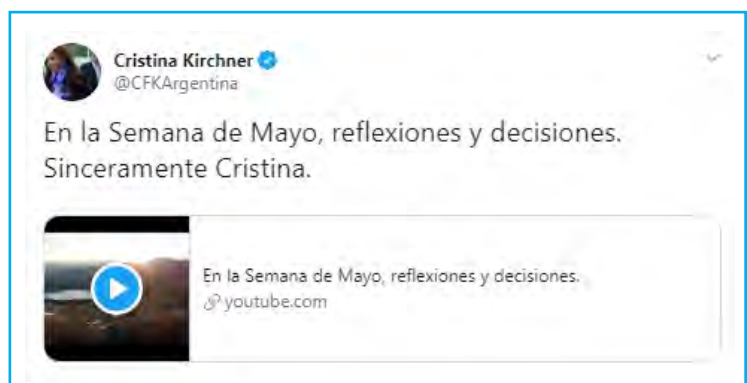 Cristina Kirchner
@CFKArgentina
En la Semana de Mayo, reflexiones y decisiones.
Sinceramente Cristina.
En la Semana de Mayo, reflexiones y decisiones.
youtube.com